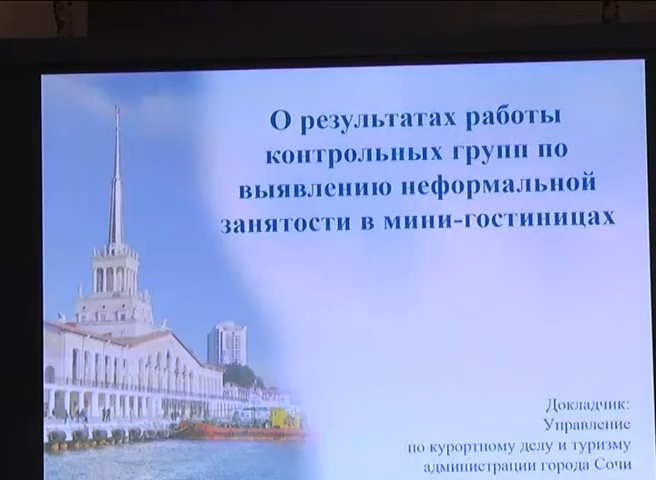 О результатах работы
контрольных групп по
выявлению неформальной
занятости в мини-гостиницах
Докладчик:
Управление
по курортному делу и туризму
администрации города Сочи